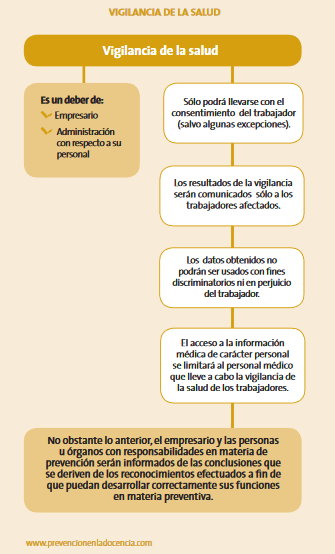 VIGILANCIA DE LA SALUD
Vigilancia de la salud
Es un deber de:
Empresario
Administración
con respecto a su
personal
Sólo podrá llevarse con el
consentimiento del trabajador
(salvo algunas excepciones).
Los resultados de la vigilancia
serán comunicados sólo a los
trabajadores afectados.
Los datos obtenidos no
podrán ser usados con fines
discriminatorios ni en perjuicio
del trabajador.
El acceso a la información
médica de carácter personal
se limitará al personal médico
que lleve a cabo la vigilancia de
la salud de los trabajadores.
No obstante lo anterior, el empresario y las personas
u órganos con responsabilidades en materia de
prevención serán informados de las conclusiones que
se deriven de los reconocimientos efectuados a fin de
que puedan desarrollar correctamente sus funciones
en materia preventiva.
www.prevencionenladocencia.com